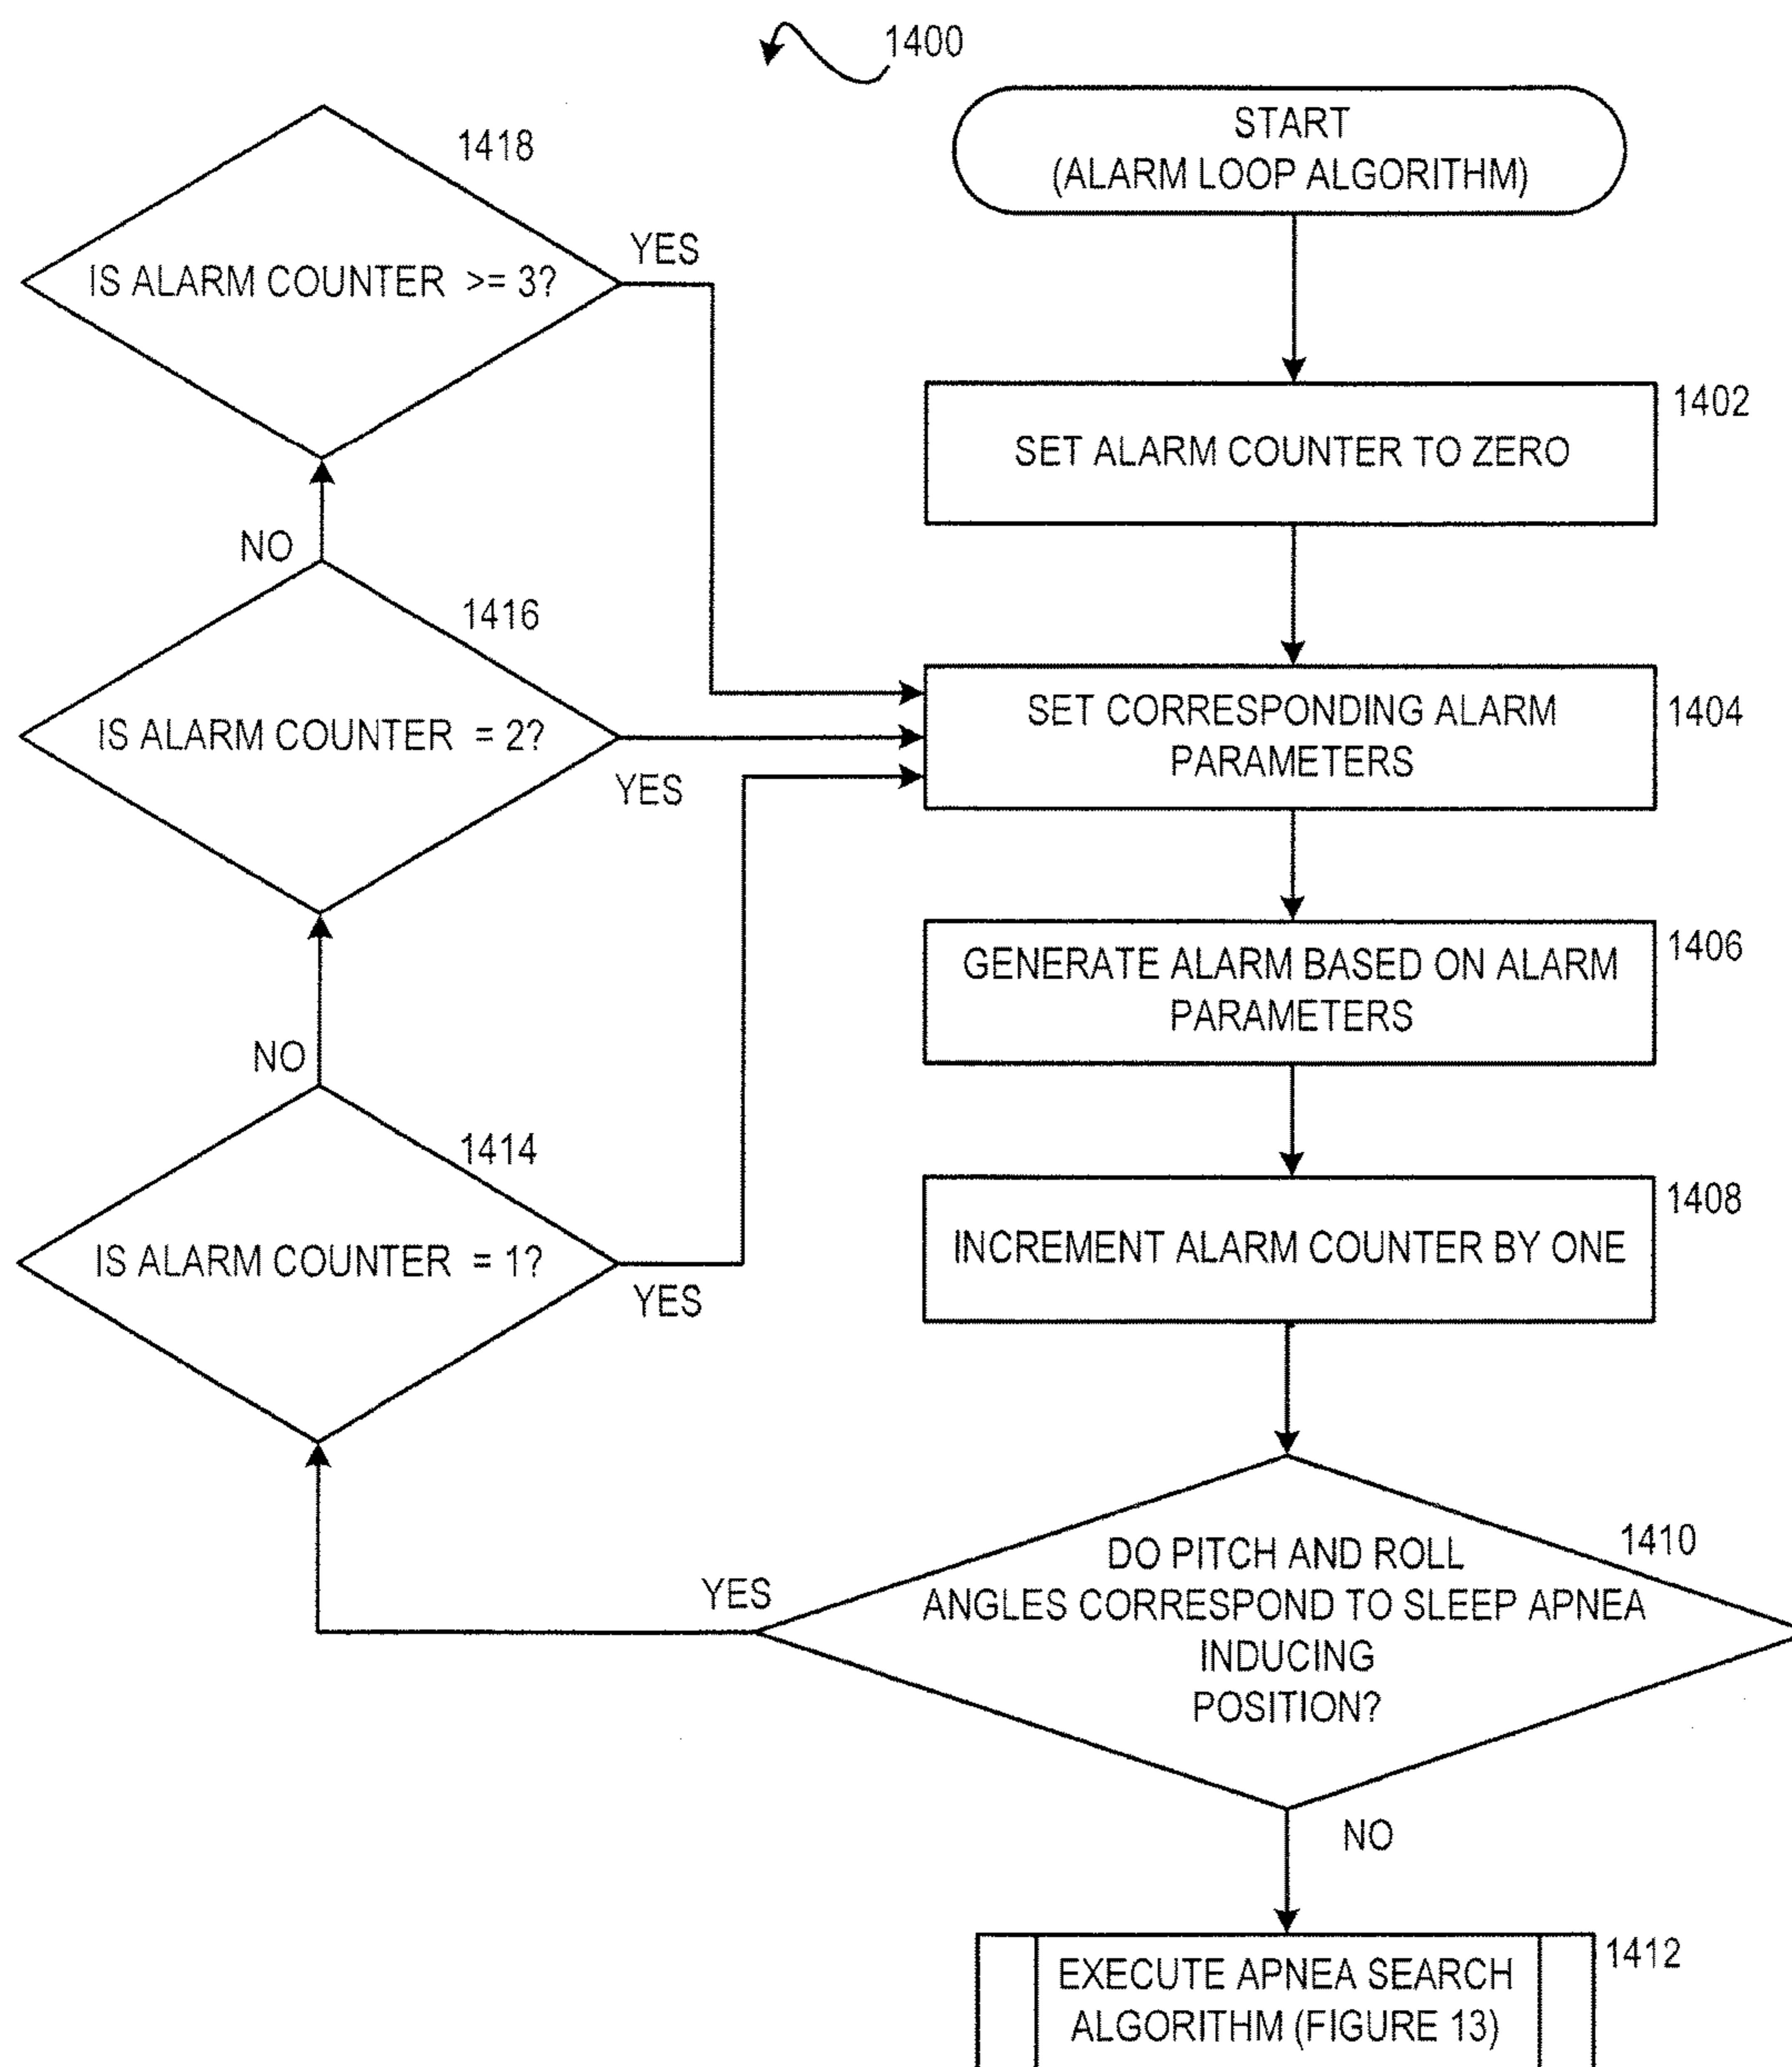 1400
START
(ALARM LOOP ALGORITHM)
1402
SET ALARM COUNTER TO ZERO
1404
SET CORRESPONDING ALARM
PARAMETERS
1406
GENERATE ALARM BASED ON ALARM
PARAMETERS
1408
INCREMENT ALARM COUNTER BY ONE
1410
DO PITCH AND ROLL
ANGLES CORRESPOND TO SLEEP APNEA
INDUCING
POSITION?
YES
NO
1412
EXECUTE APNEA SEARCH
ALGORITHM (FIGURE 13)
1414
IS ALARM COUNTER = 1?
YES
NO
1416
IS ALARM COUNTER = 2?
YES
NO
1418
IS ALARM COUNTER >= 3?
YES